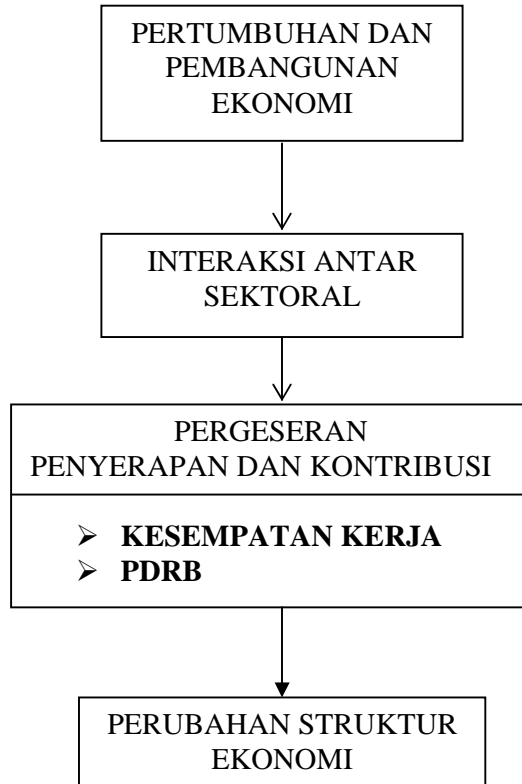 PERTUMBUHAN DAN
PEMBANGUNAN
EKONOMI
INTERAKSI ANTAR
SEKTORAL
PERGESERAN
PENYERAPAN DAN KONTRIBUSI
➢ KESEMPATAN KERJA
➢ PDRB
PERUBAHAN STRUKTUR
EKONOMI